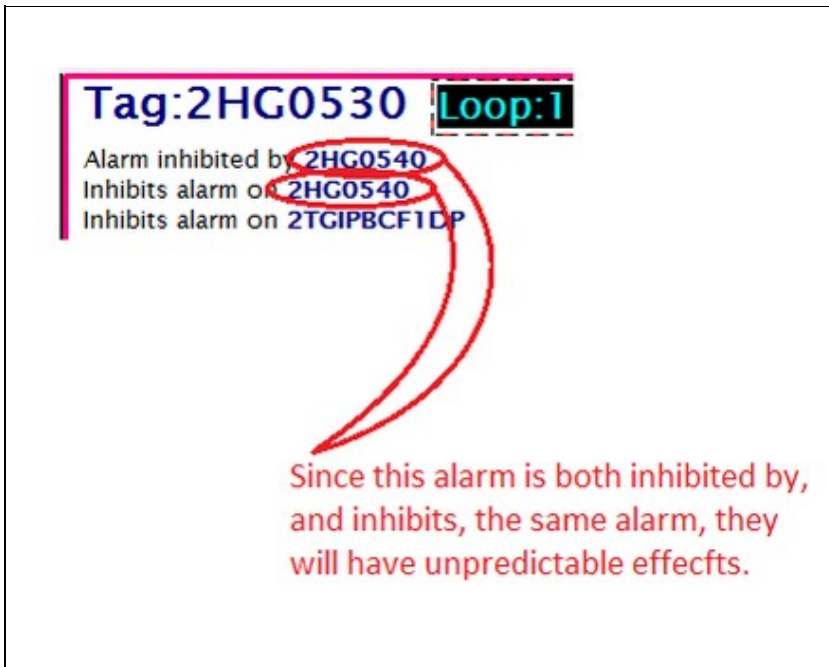 Tag:2HG0530 Loop:1
Alarm inhibited by 2HG0540
Inhibits alarm on 2HG0540
Inhibits alarm on 2TGIPBCF1DP
Since this alarm is both inhibited by,
and inhibits, the same alarm, they
will have unpredictable effecfts.